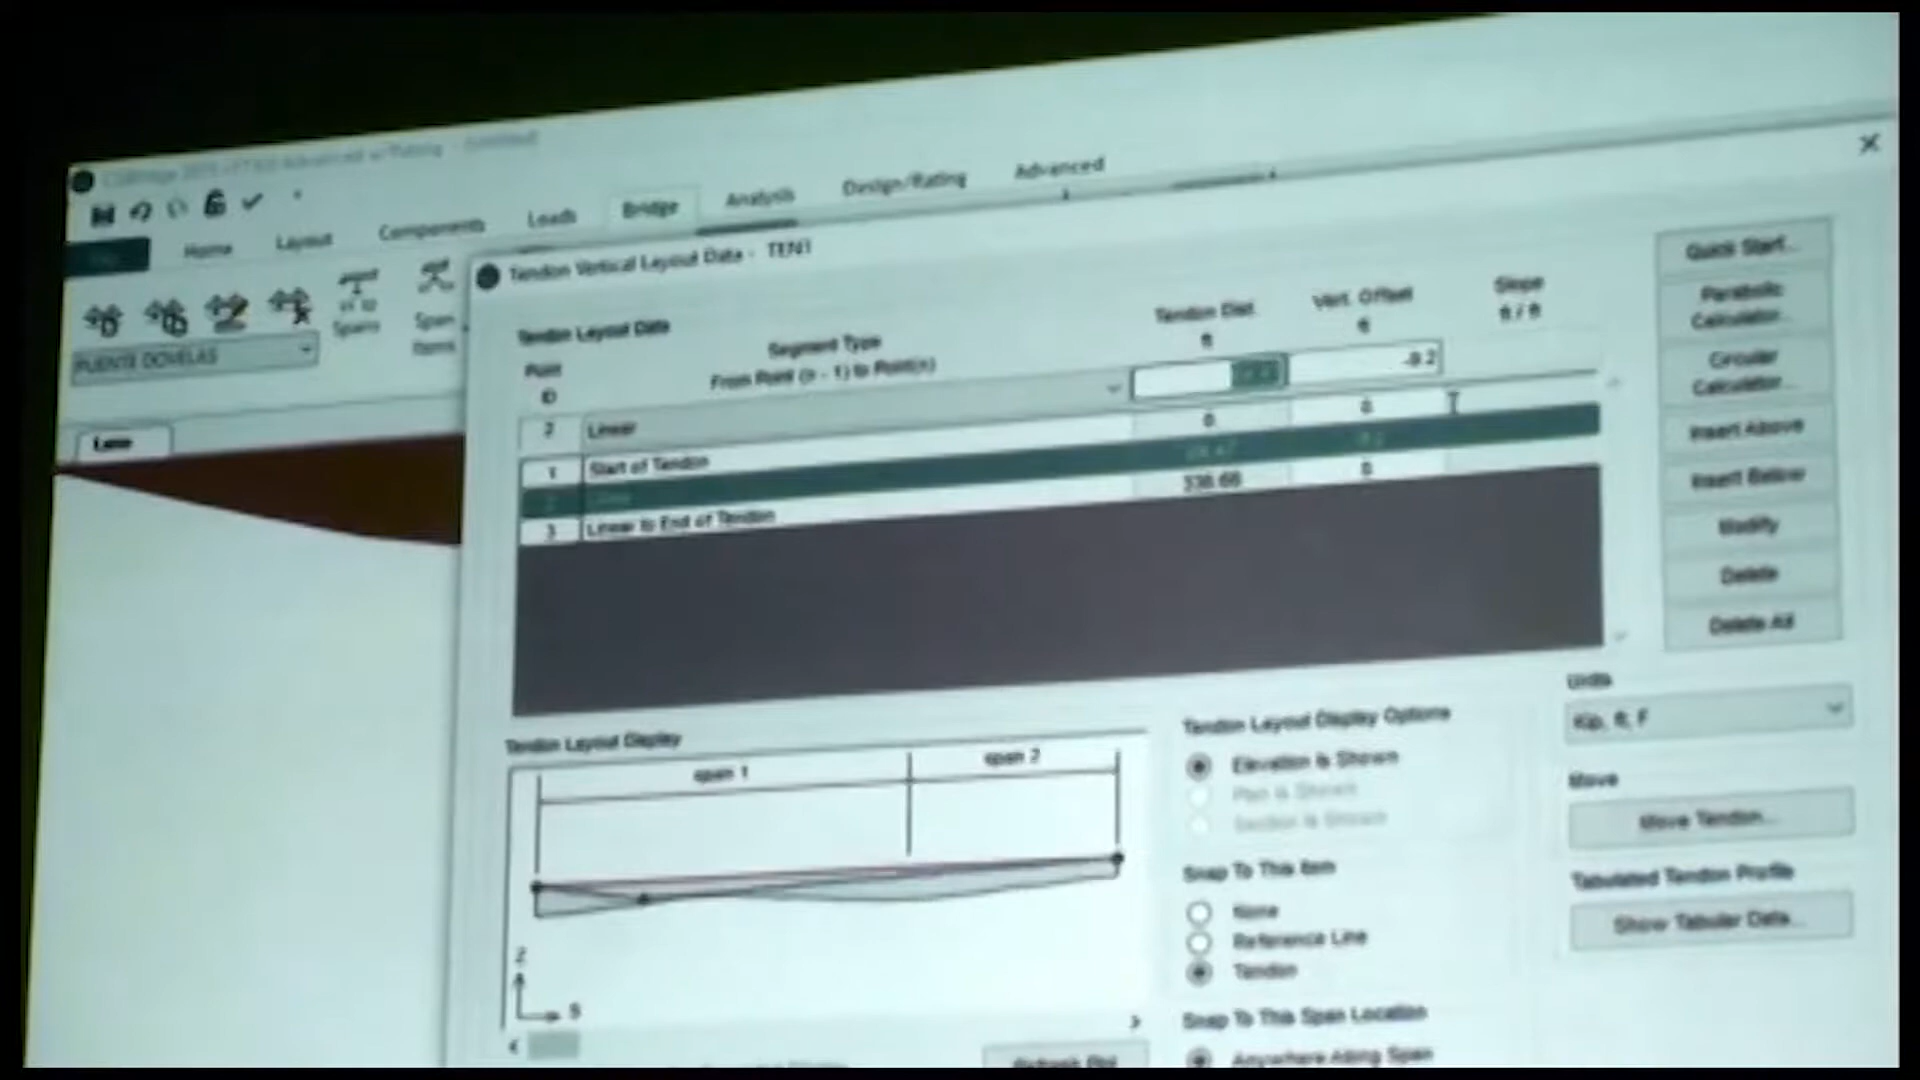 Home Layout Components Loads Bridge Analysis Design/Rating Advanced
Spans
Span
Items
PUENTE DOVELAS
Tendon Vertical Layout Data - TEN1
Tendon Layout Data
Point
ID
Segment Type
From Point (n - 1) to Point(n)
Tendon Dist.
ft
Vert. Offset
ft
Slope
ft / ft
2 Linear -9.2
1 Start of Tendon 0. 0
3 Linear to End of Tendon 338.68 0
Quick Start...
Parabolic
Calculator...
Circular
Calculator...
Insert Above
Insert Below
Modify
Delete
Delete All
Units
Kip, ft, F
Move
Move Tendon...
Tabulated Tendon Profile
Show Tabular Data...
Tendon Layout Display
span 1
span 2
Z
S
Tendon Layout Display Options
Elevation is Shown
Plan is Shown
Section is Shown
Snap To This Item
None
Reference Line
Tendon
Snap To This Span Location
Anywhere Along Span